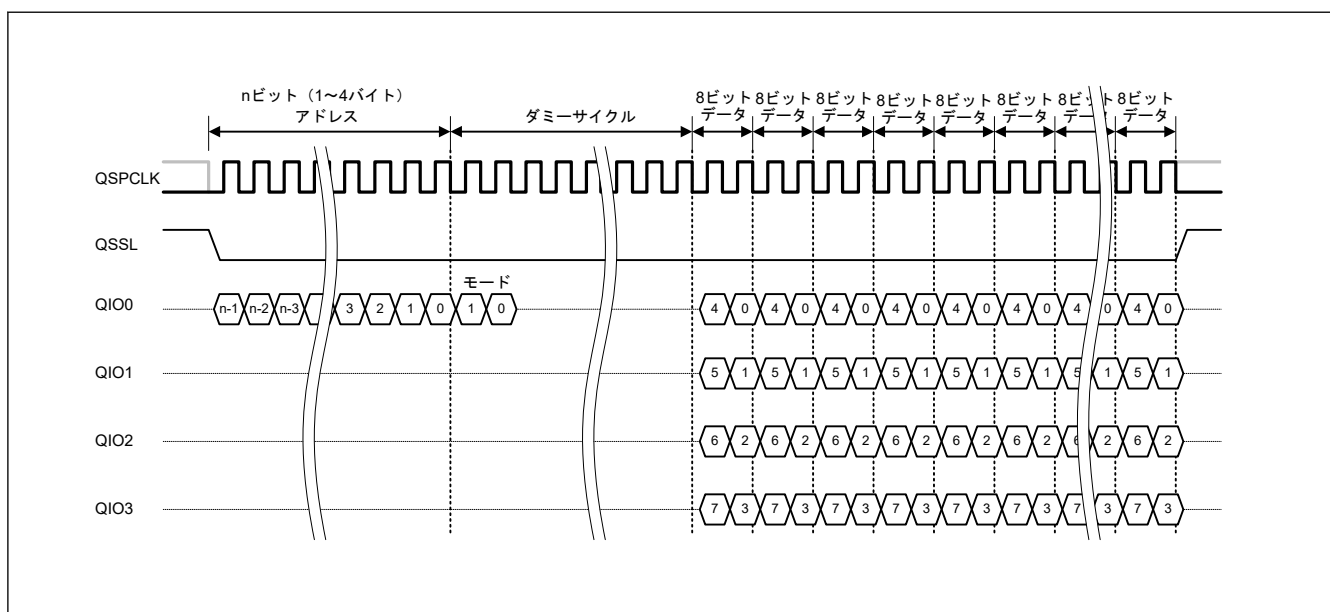 nビット（1～4バイト）
アドレス
ダミーサイクル
8ビット 8ビット 8ビット 8ビット 8ビット 8ビット 8ビット 8ビット
データ データ データ データ データ データ データ データ
QSPCLK
QSSL
モード
QIO0 n-1 n-2 n-3 3 2 1 0 1 0 4 0 4 0 4 0 4 0 4 0 4 0 4 0 4 0
QIO1 5 1 5 1 5 1 5 1 5 1 5 1 5 1 5 1
QIO2 6 2 6 2 6 2 6 2 6 2 6 2 6 2 6 2
QIO3 7 3 7 3 7 3 7 3 7 3 7 3 7 3 7 3